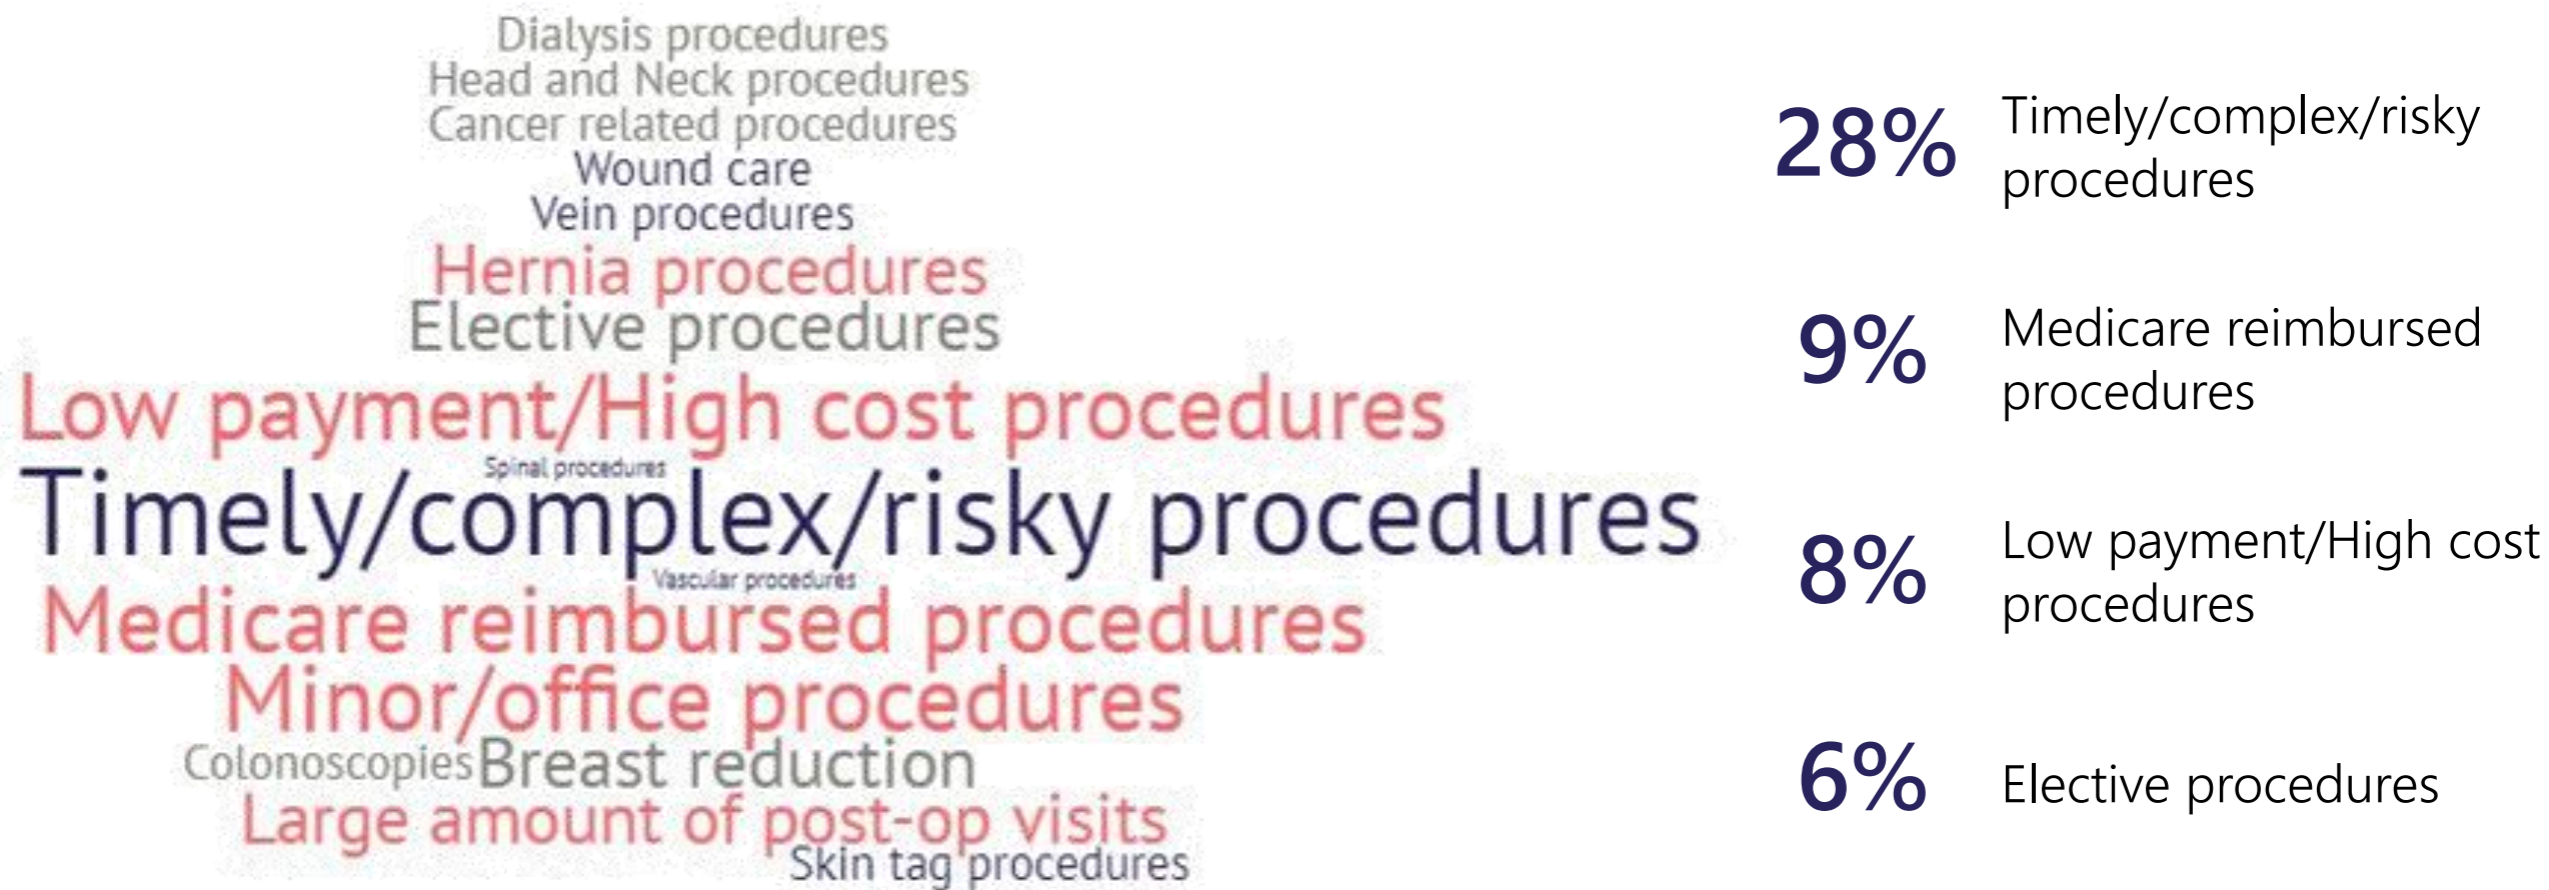 Dialysis procedures
Head and Neck procedures
Cancer related procedures
Wound care
Vein procedures
Hernia procedures
Elective procedures
Low payment/High cost procedures
Spinal procedures
Timely/complex/risky procedures
Vascular procedures
Medicare reimbursed procedures
Minor/office procedures
Colonoscopies Breast reduction
Large amount of post-op visits
Skin tag procedures
28% Timely/complex/risky
procedures
9% Medicare reimbursed
procedures
8% Low payment/High cost
procedures
6% Elective procedures